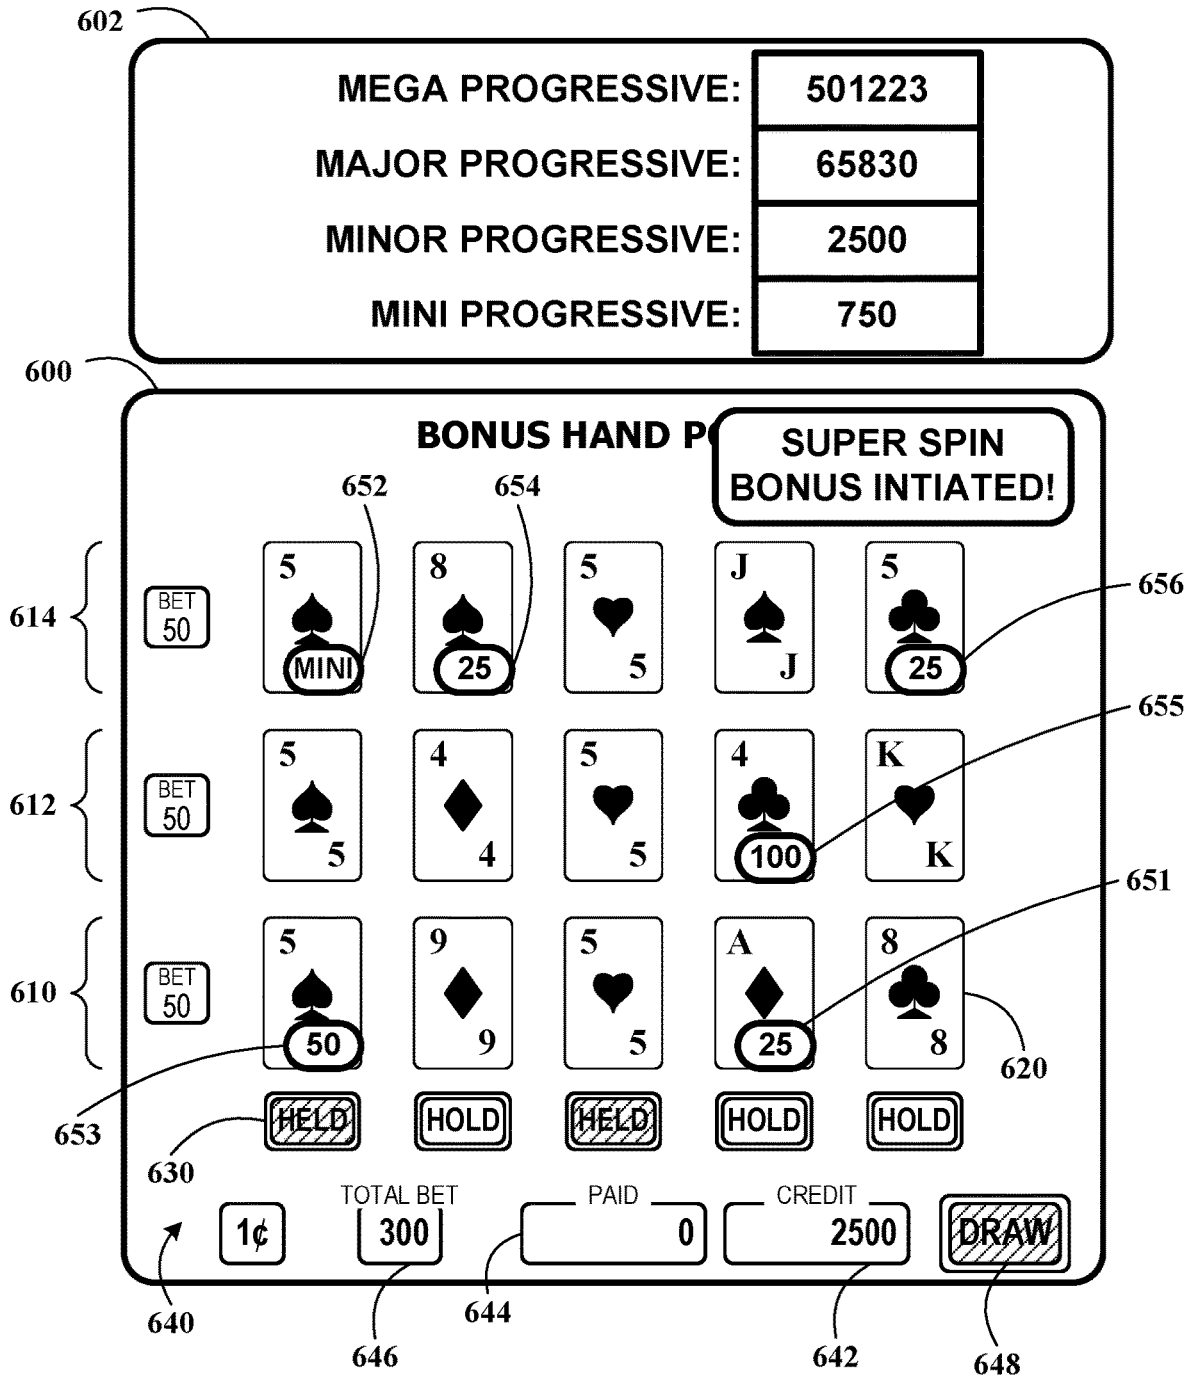 602
MEGA PROGRESSIVE: 501223
MAJOR PROGRESSIVE: 65830
MINOR PROGRESSIVE: 2500
MINI PROGRESSIVE: 750
600
BONUS HAND P
SUPER SPIN
BONUS INTIATED!
652 654
5 8 5 J 5
656
614
BET
50
MINI 25 5 J 25
655
5 4 5 4 K
612
BET
50
5 4 5 100 K
651
5 9 5 A 8
610
BET
50
50 9 5 25 8
620
653
HELD HOLD HELD HOLD HOLD
630
TOTAL BET PAID CREDIT
1¢ 300 0 2500 DRAW
640 646 644 642 648